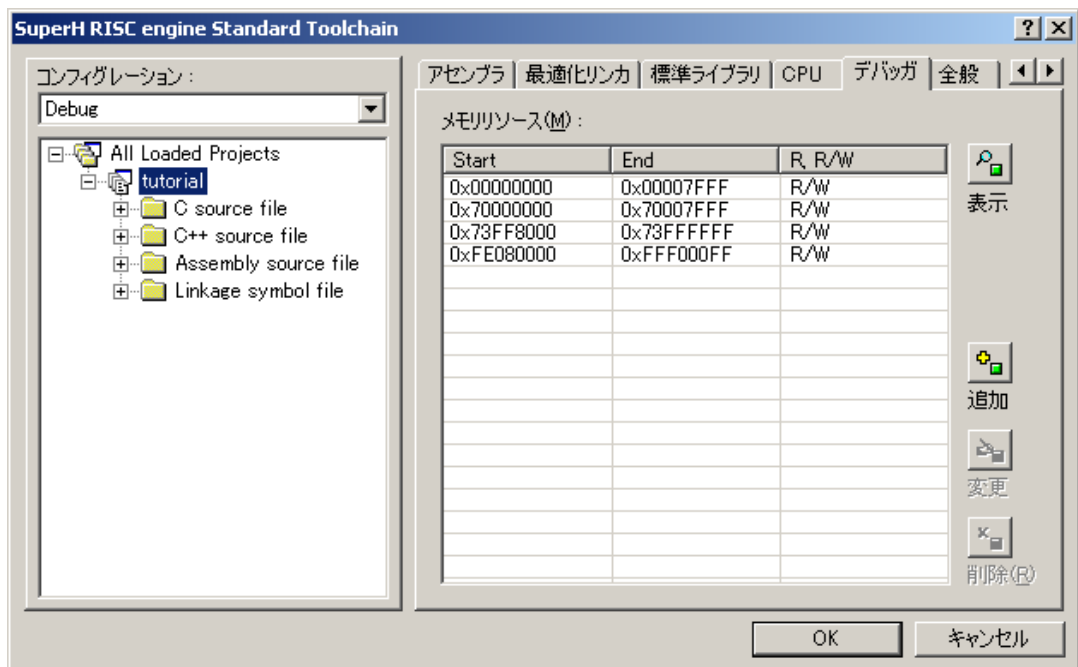 SuperH RISC engine Standard Toolchain
コンフィグレーション :
Debug
All Loaded Projects
tutorial
C source file
C++ source file
Assembly source file
Linkage symbol file
アセンブラ 最適化リンカ 標準ライブラリ CPU デバッガ 全般
メモリリソース(M) :
Start End R, R/W
0x00000000 0x00007FFF R/W
0x70000000 0x70007FFF R/W
0x73FF8000 0x73FFFFFF R/W
0xFE080000 0xFFF000FF R/W
表示
追加
変更
削除(R)
OK キャンセル